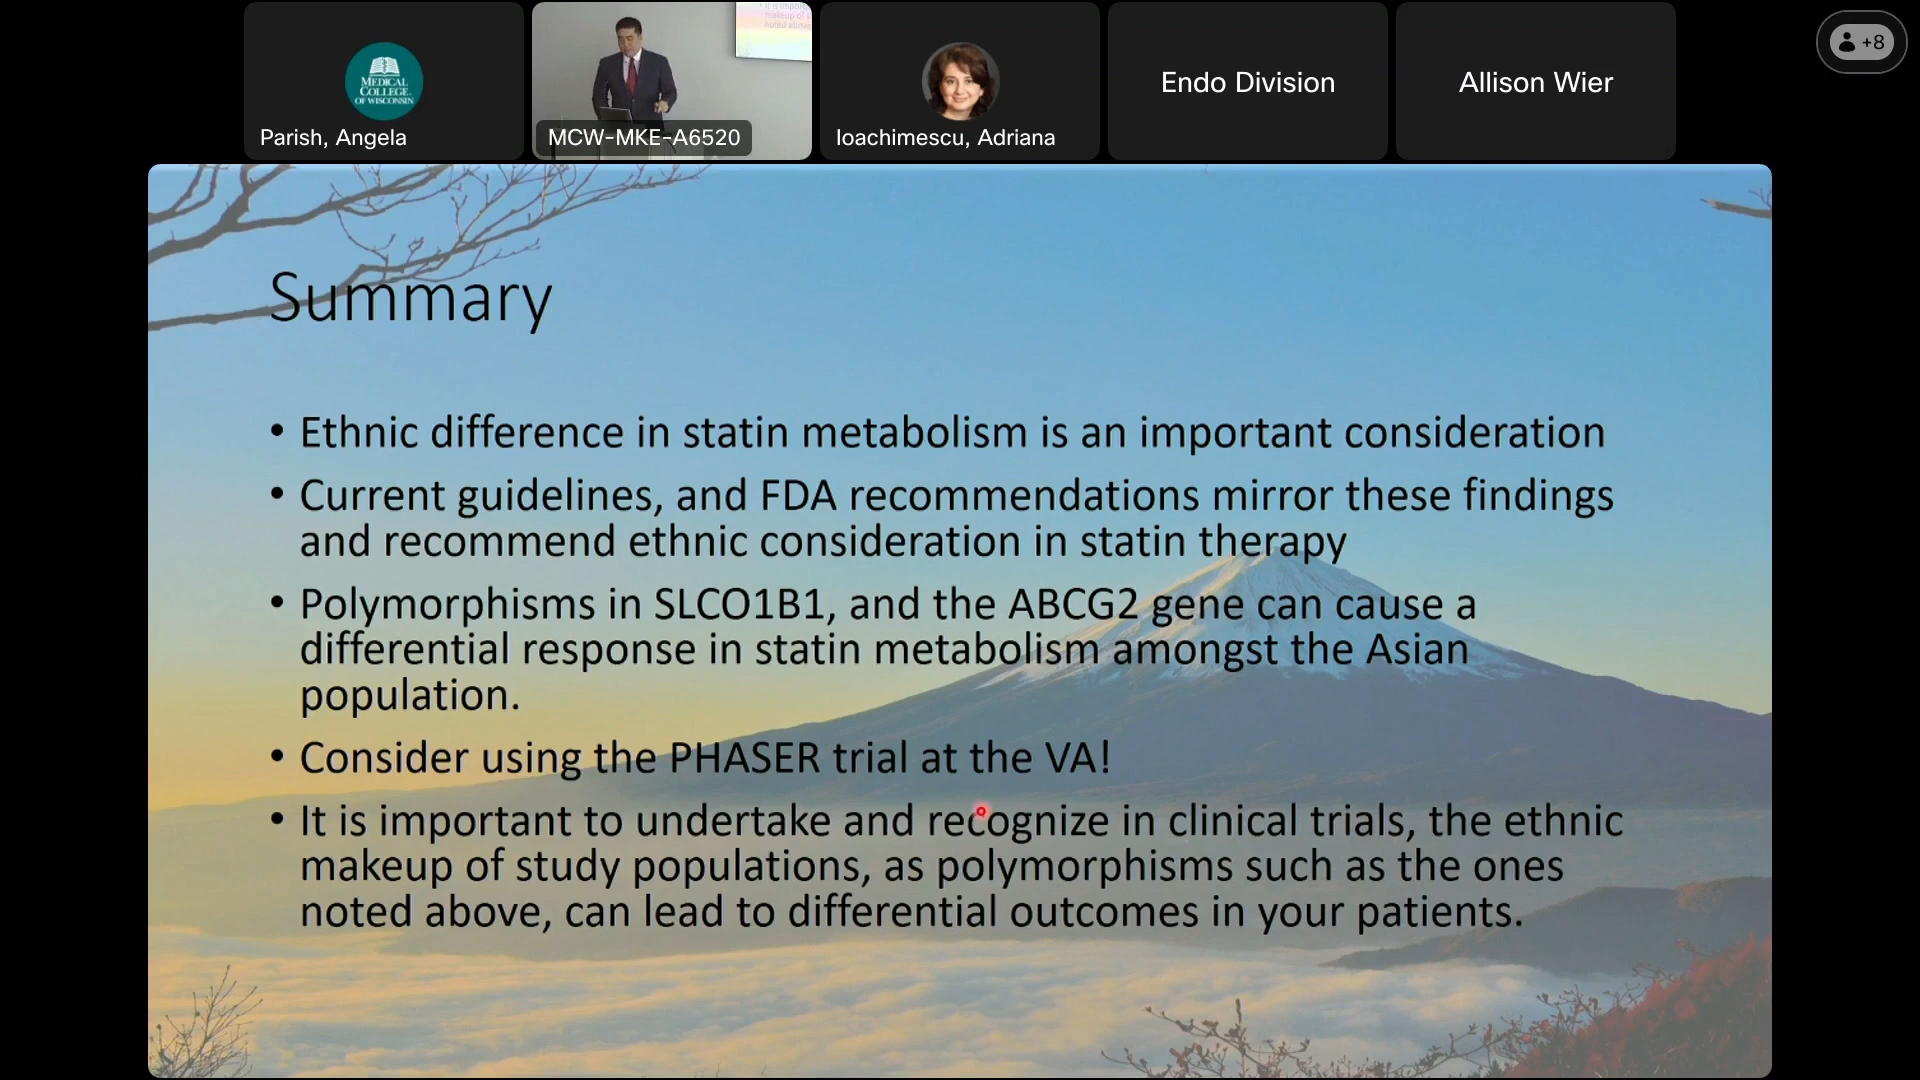 MEDICAL
COLLEGE
OF WISCONSIN
Parish, Angela
MCW-MKE-A6520
Ioachimescu, Adriana
Endo Division
Allison Wier
+8
Summary
• Ethnic difference in statin metabolism is an important consideration
• Current guidelines, and FDA recommendations mirror these findings
and recommend ethnic consideration in statin therapy
• Polymorphisms in SLCO1B1, and the ABCG2 gene can cause a
differential response in statin metabolism amongst the Asian
population.
• Consider using the PHASER trial at the VA!
• It is important to undertake and recognize in clinical trials, the ethnic
makeup of study populations, as polymorphisms such as the ones
noted above, can lead to differential outcomes in your patients.